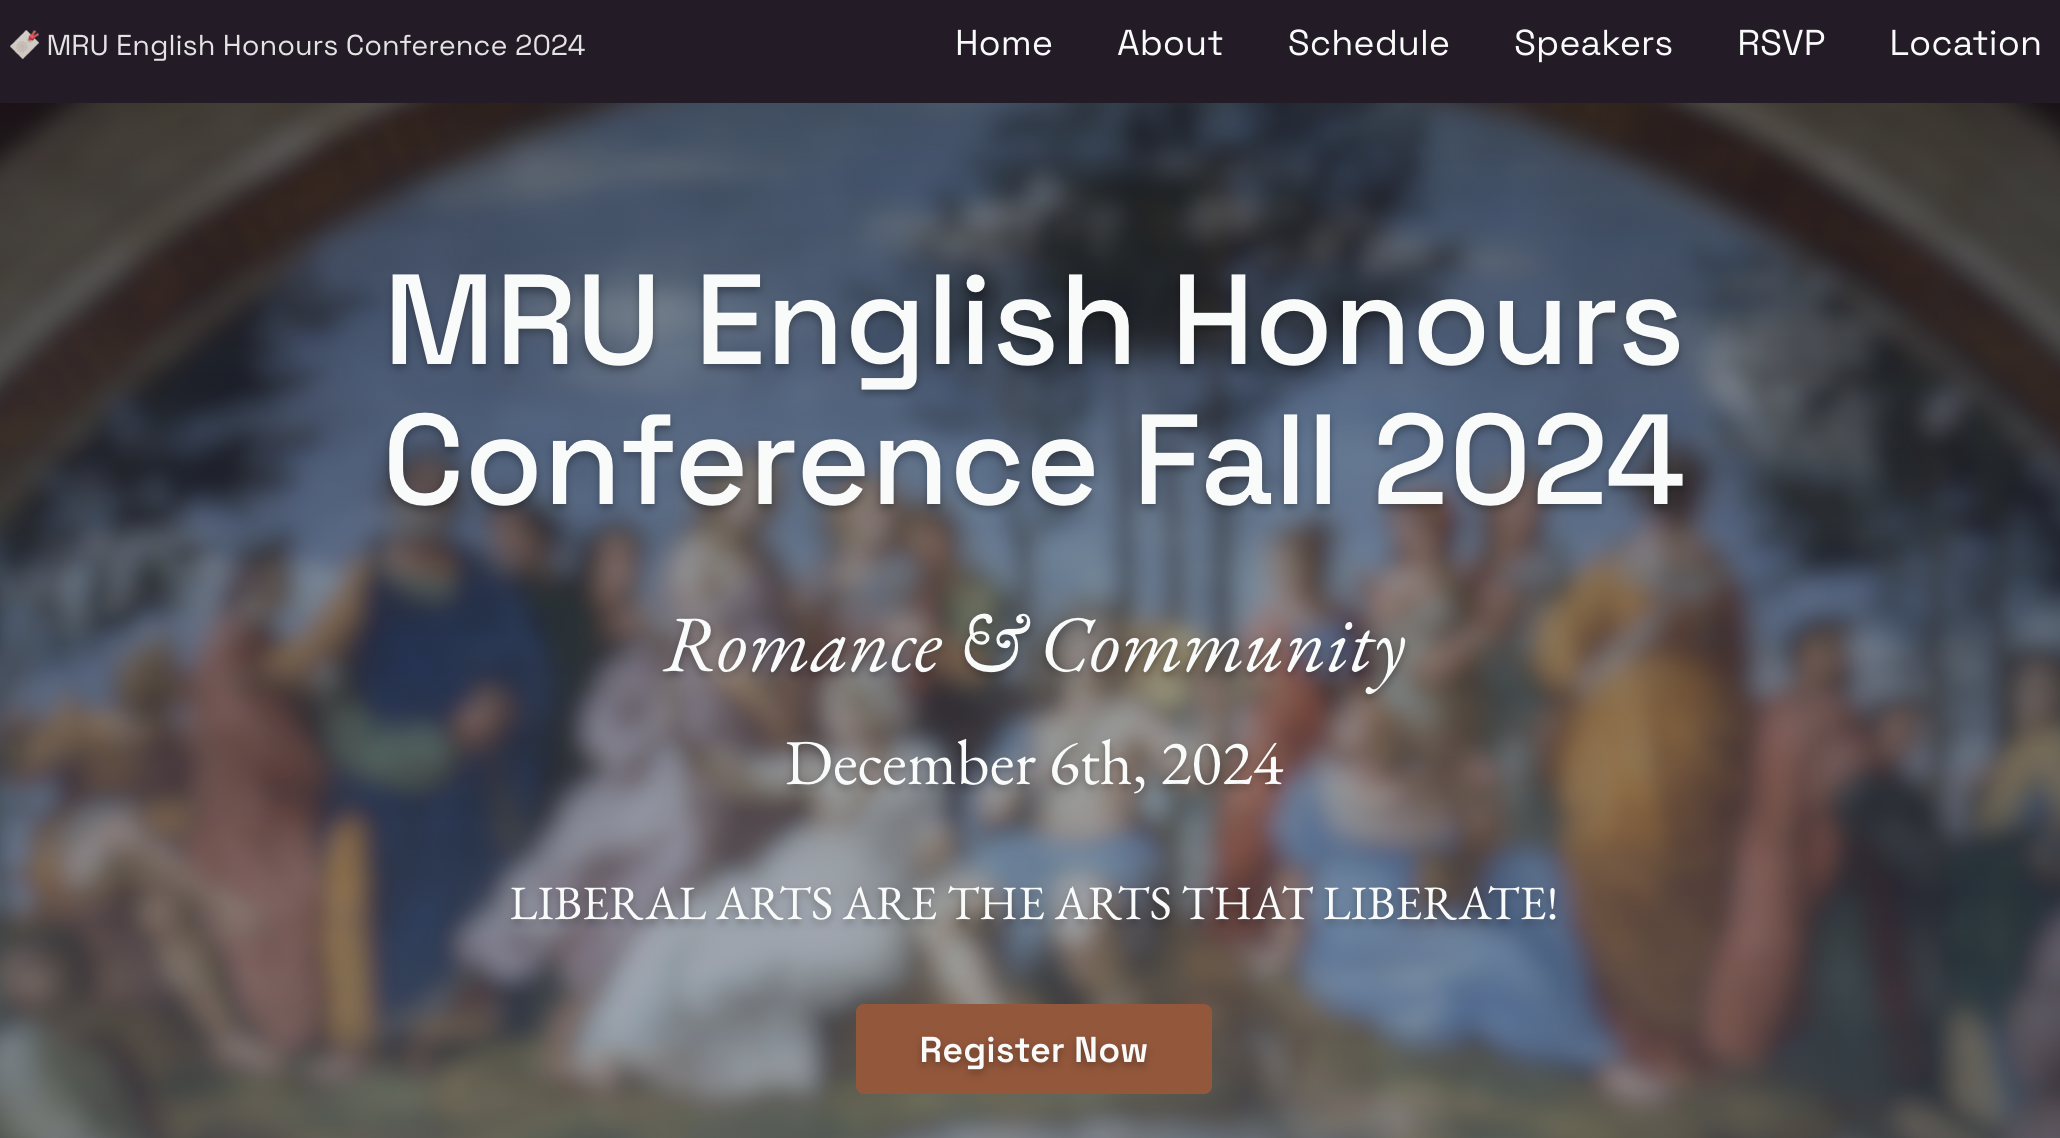 MRU English Honours Conference 2024
Home About Schedule Speakers RSVP Location
MRU English Honours
Conference Fall 2024
Romance & Community
December 6th, 2024
LIBERAL ARTS ARE THE ARTS THAT LIBERATE!
Register Now